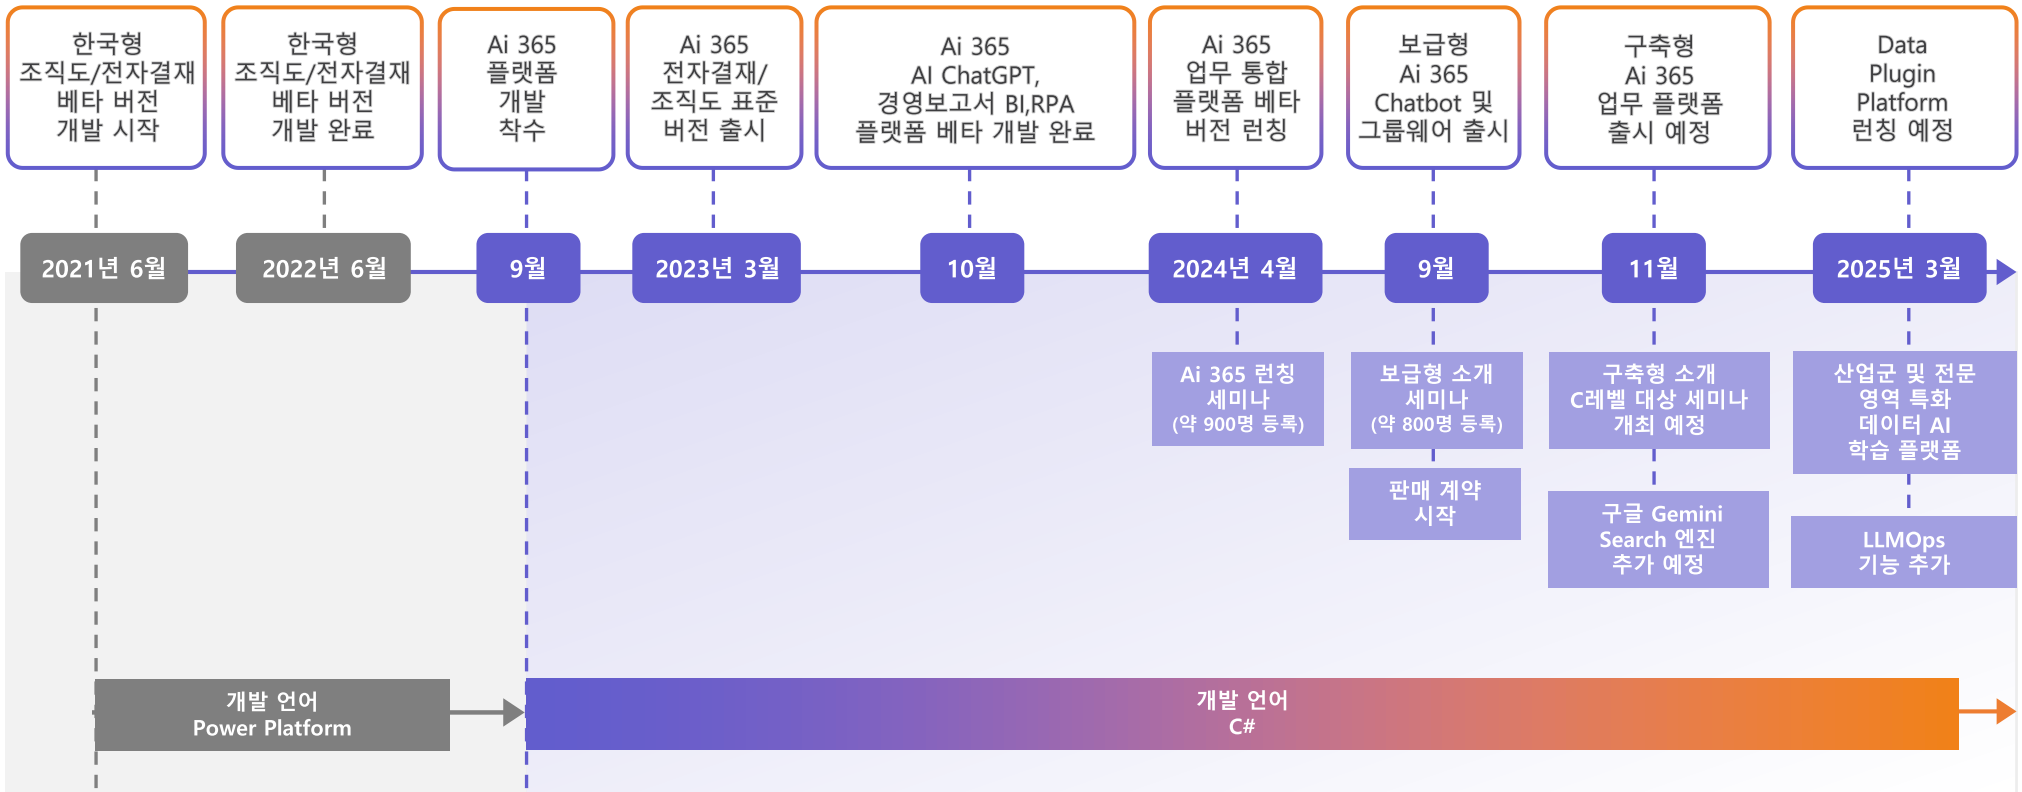 한국형
조직도/전자결재
베타 버전
개발 시작
한국형
조직도/전자결재
베타 버전
개발 완료
Ai 365
플랫폼
개발
착수
Ai 365
전자결재/
조직도 표준
버전 출시
Ai 365
AI ChatGPT,
경영보고서 BI,RPA
플랫폼 베타 개발 완료
Ai 365
업무 통합
플랫폼 베타
버전 런칭
보급형
Ai 365
Chatbot 및
그룹웨어 출시
구축형
Ai 365
업무 플랫폼
출시 예정
Data
Plugin
Platform
런칭 예정
2021년 6월
2022년 6월
9월
2023년 3월
10월
2024년 4월
9월
11월
2025년 3월
Ai 365 런칭
세미나
(약 900명 등록)
보급형 소개
세미나
(약 800명 등록)
판매 계약
시작
구축형 소개
C레벨 대상 세미나
개최 예정
구글 Gemini
Search 엔진
추가 예정
산업군 및 전문
영역 특화
데이터 AI
학습 플랫폼
LLMOps
기능 추가
개발 언어
Power Platform
개발 언어
C#